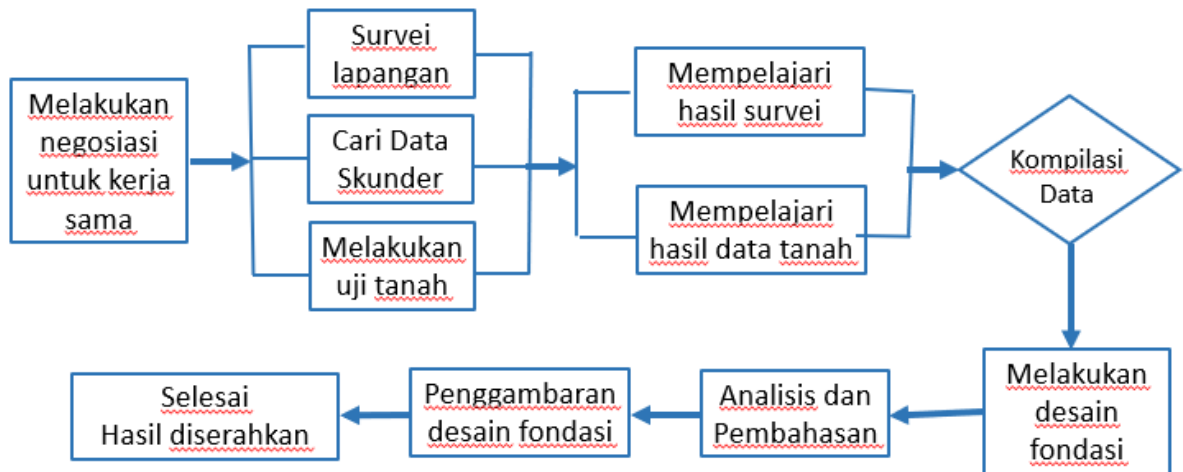 Melakukan
negosiasi
untuk kerja
sama
Survei
lapangan
Cari Data
Skunder
Melakukan
uji tanah
Mempelajari
hasil survei
Mempelajari
hasil data tanah
Kompilasi
Data
Melakukan
desain
fondasi
Analisis dan
Pembahasan
Penggambaran
desain fondasi
Selesai
Hasil diserahkan